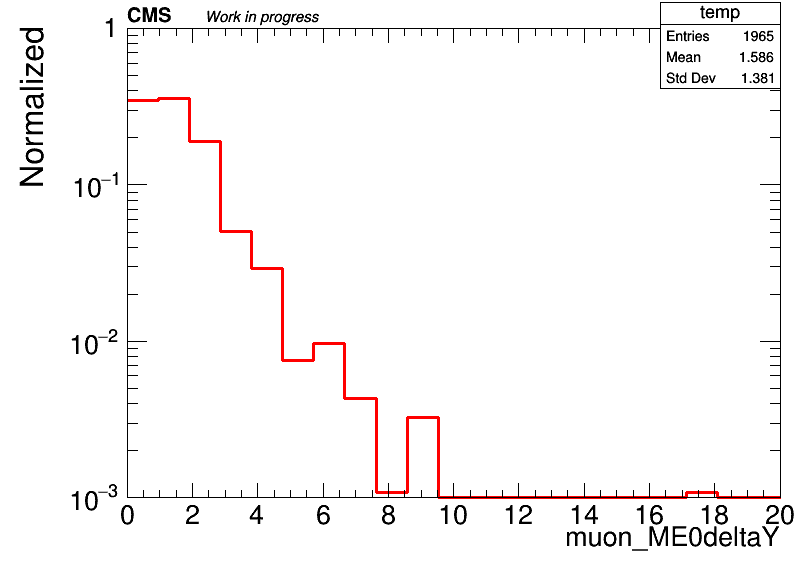 CMS Work in progress
temp
Entries 1965
Mean 1.586
Std Dev 1.381
Normalized
1
10−1
10−2
10−3
0 2 4 6 8 10 12 14 16 18 20
muon_ME0deltaY